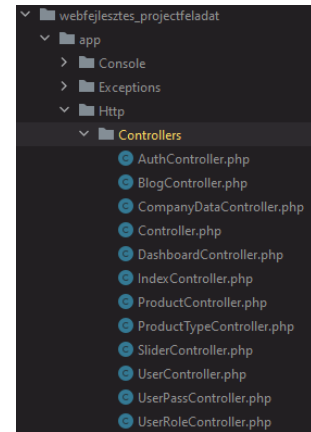 webfejlesztes_projectfeladat
app
Console
Exceptions
Http
Controllers
AuthController.php
BlogController.php
CompanyDataController.php
Controller.php
DashboardController.php
IndexController.php
ProductController.php
ProductTypeController.php
SliderController.php
UserController.php
UserPassController.php
UserRoleController.php